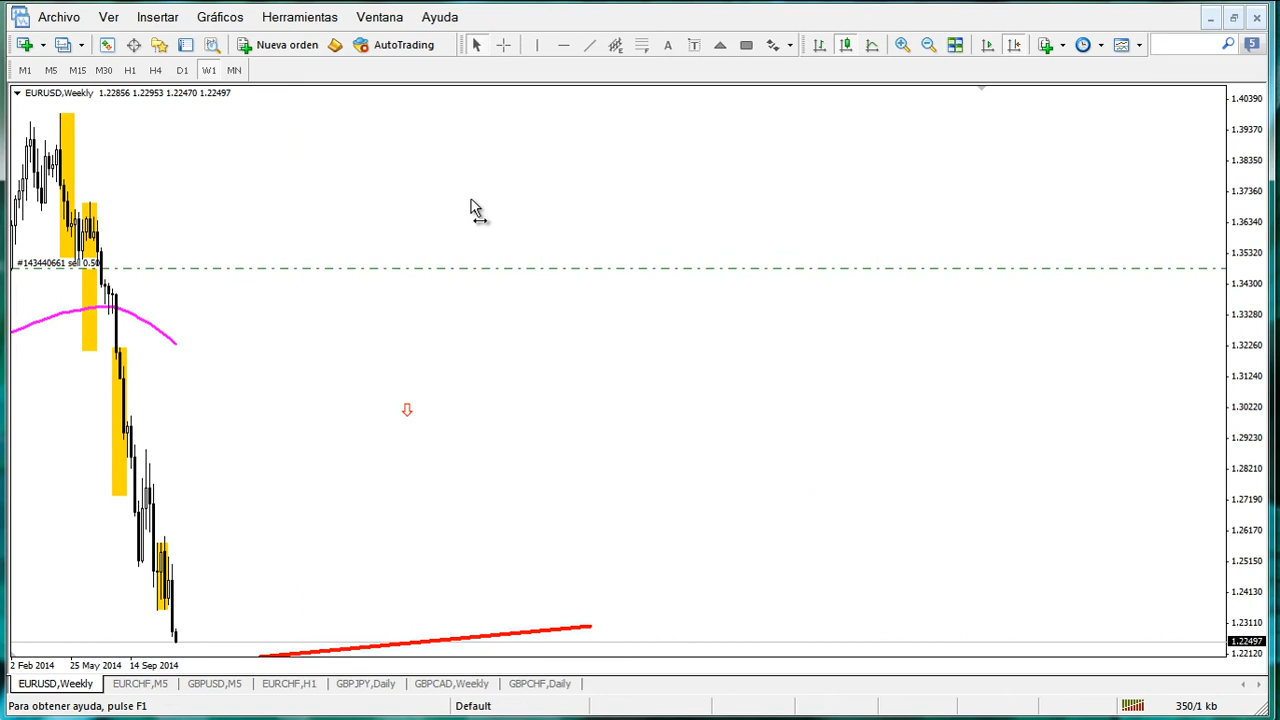 Archivo Ver Insertar Gráficos Herramientas Ventana Ayuda
Nueva orden AutoTrading A T 5
M1 M5 M15 M30 H1 H4 D1 W1 MN
EURUSD,Weekly 1.22856 1.22953 1.22470 1.22497
1.40390
1.39370
1.38350
1.37360
1.36340
1.35320
#143440661 sell 0.50
1.34300
1.33280
1.32260
1.31240
1.30220
1.29230
1.28210
1.27190
1.26170
1.25150
1.24130
1.23110
1.22497
1.22120
2 Feb 2014 25 May 2014 14 Sep 2014
EURUSD,Weekly EURCHF,M5 GBPUSD,M5 EURCHF,H1 GBPJPY,Daily GBPCAD,Weekly GBPCHF,Daily
Para obtener ayuda, pulse F1 Default 350/1 kb